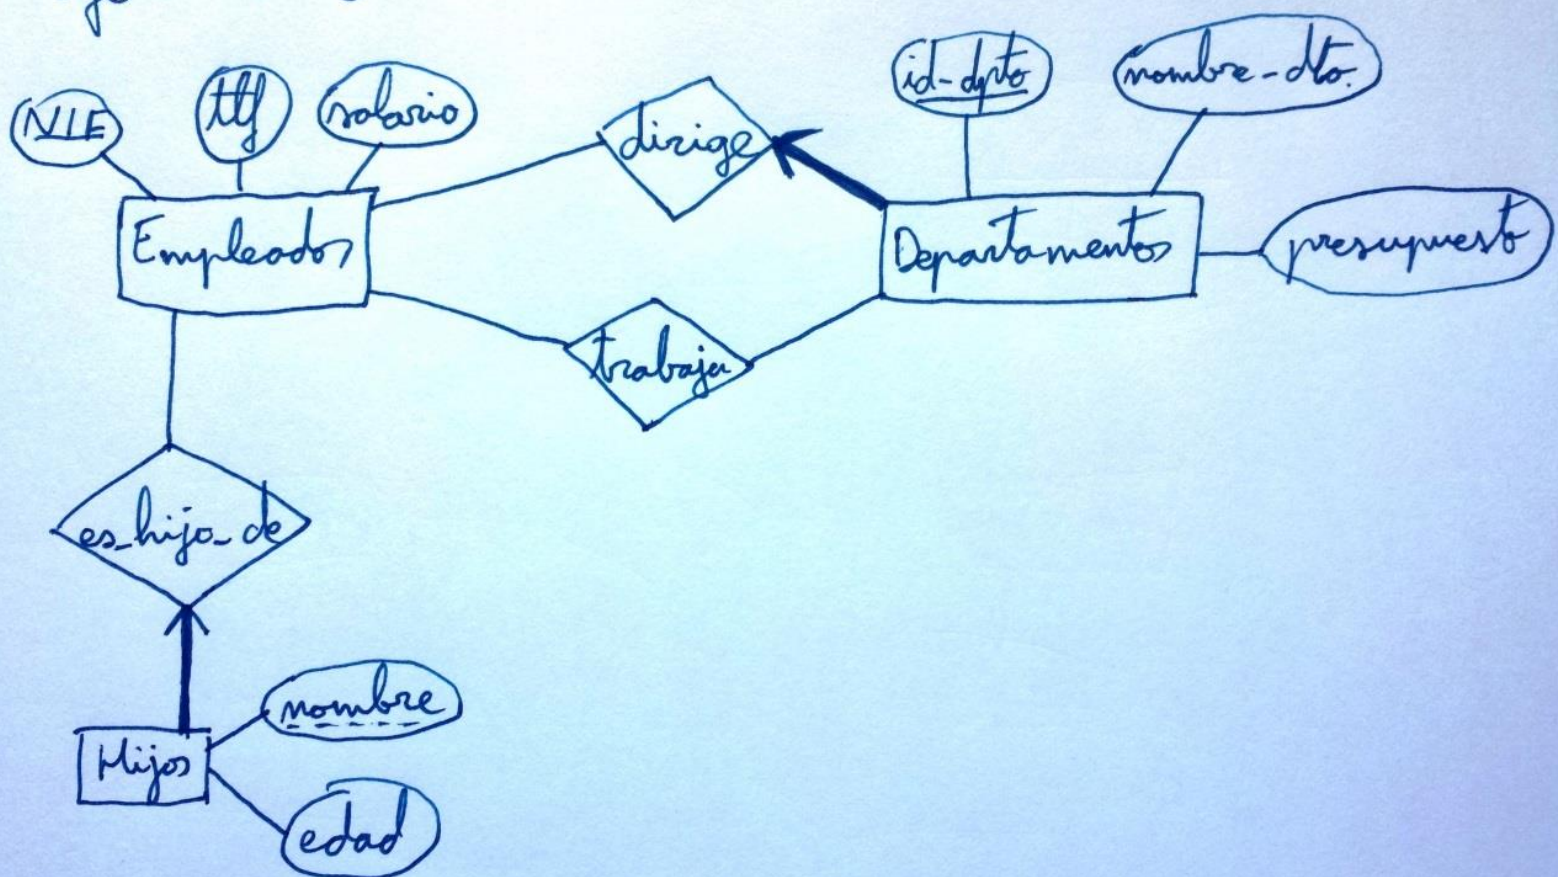 NIE
tlf
salario
id-dpto
nombre-dto.
dirige
Empleados
Departamentos
presupuesto
trabaja
es_hijo_de
nombre
Hijos
edad